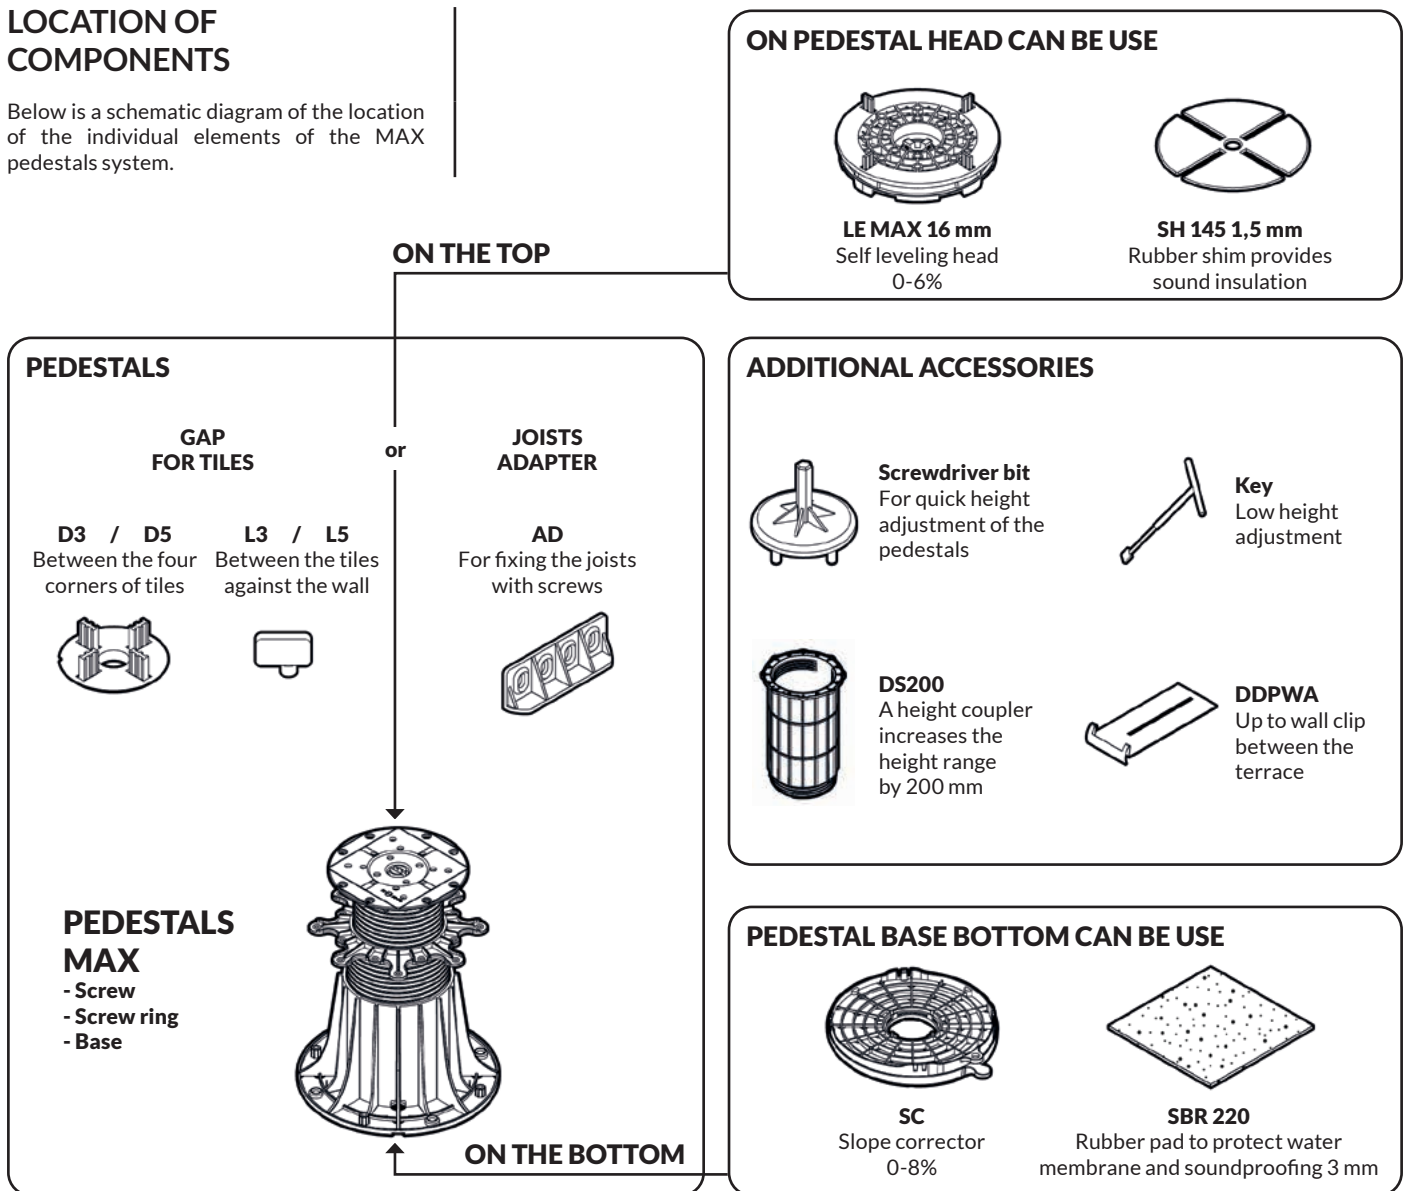 LOCATION OF
COMPONENTS
Below is a schematic diagram of the location
of the individual elements of the MAX
pedestals system.
ON PEDESTAL HEAD CAN BE USE
LE MAX 16 mm
Self leveling head
0-6%
SH 145 1,5 mm
Rubber shim provides
sound insulation
ON THE TOP
PEDESTALS
GAP
FOR TILES
or
JOISTS
ADAPTER
D3 / D5
Between the four
corners of tiles
L3 / L5
Between the tiles
against the wall
AD
For fixing the joists
with screws
PEDESTALS
MAX
- Screw
- Screw ring
- Base
ADDITIONAL ACCESSORIES
Screwdriver bit
For quick height
adjustment of the
pedestals
Key
Low height
adjustment
DS200
A height coupler
increases the
height range
by 200 mm
DDPWA
Up to wall clip
between the
terrace
ON THE BOTTOM
PEDESTAL BASE BOTTOM CAN BE USE
SC
Slope corrector
0-8%
SBR 220
Rubber pad to protect water
membrane and soundproofing 3 mm